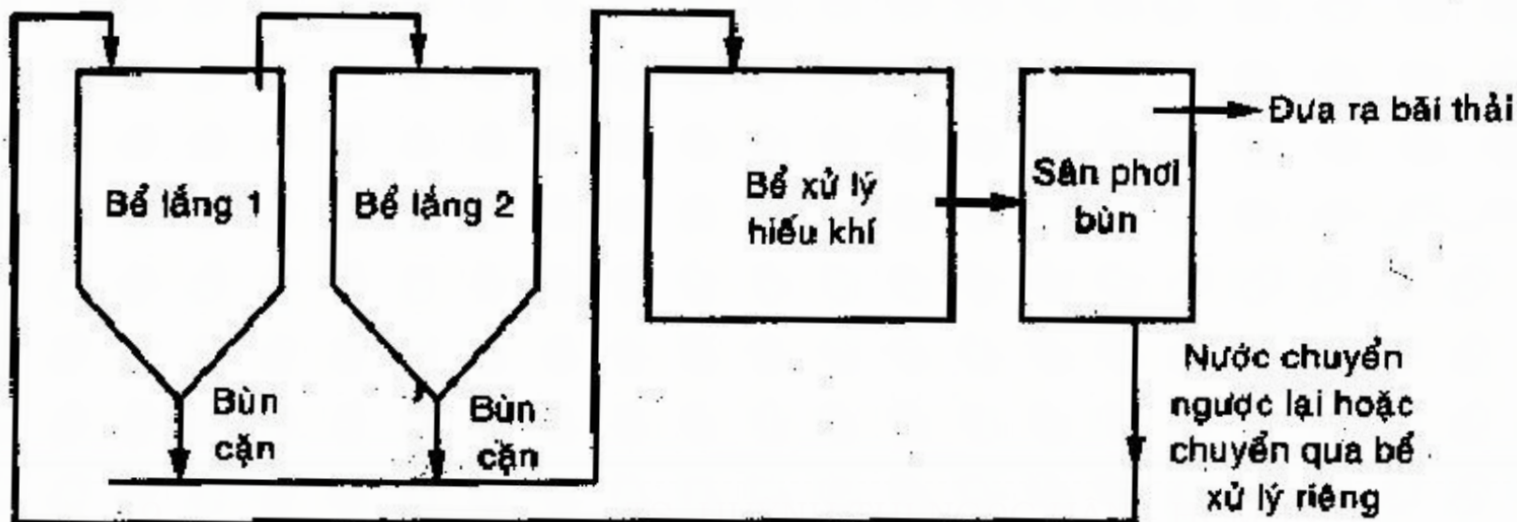 Bể lắng 1
Bể lắng 2
Bể xử lý
hiếu khí
Sân phơi
bùn
Đưa ra bãi thải
Bùn
cặn
Bùn
cặn
Nước chuyển
ngược lại hoặc
chuyển qua bể
xử lý riêng